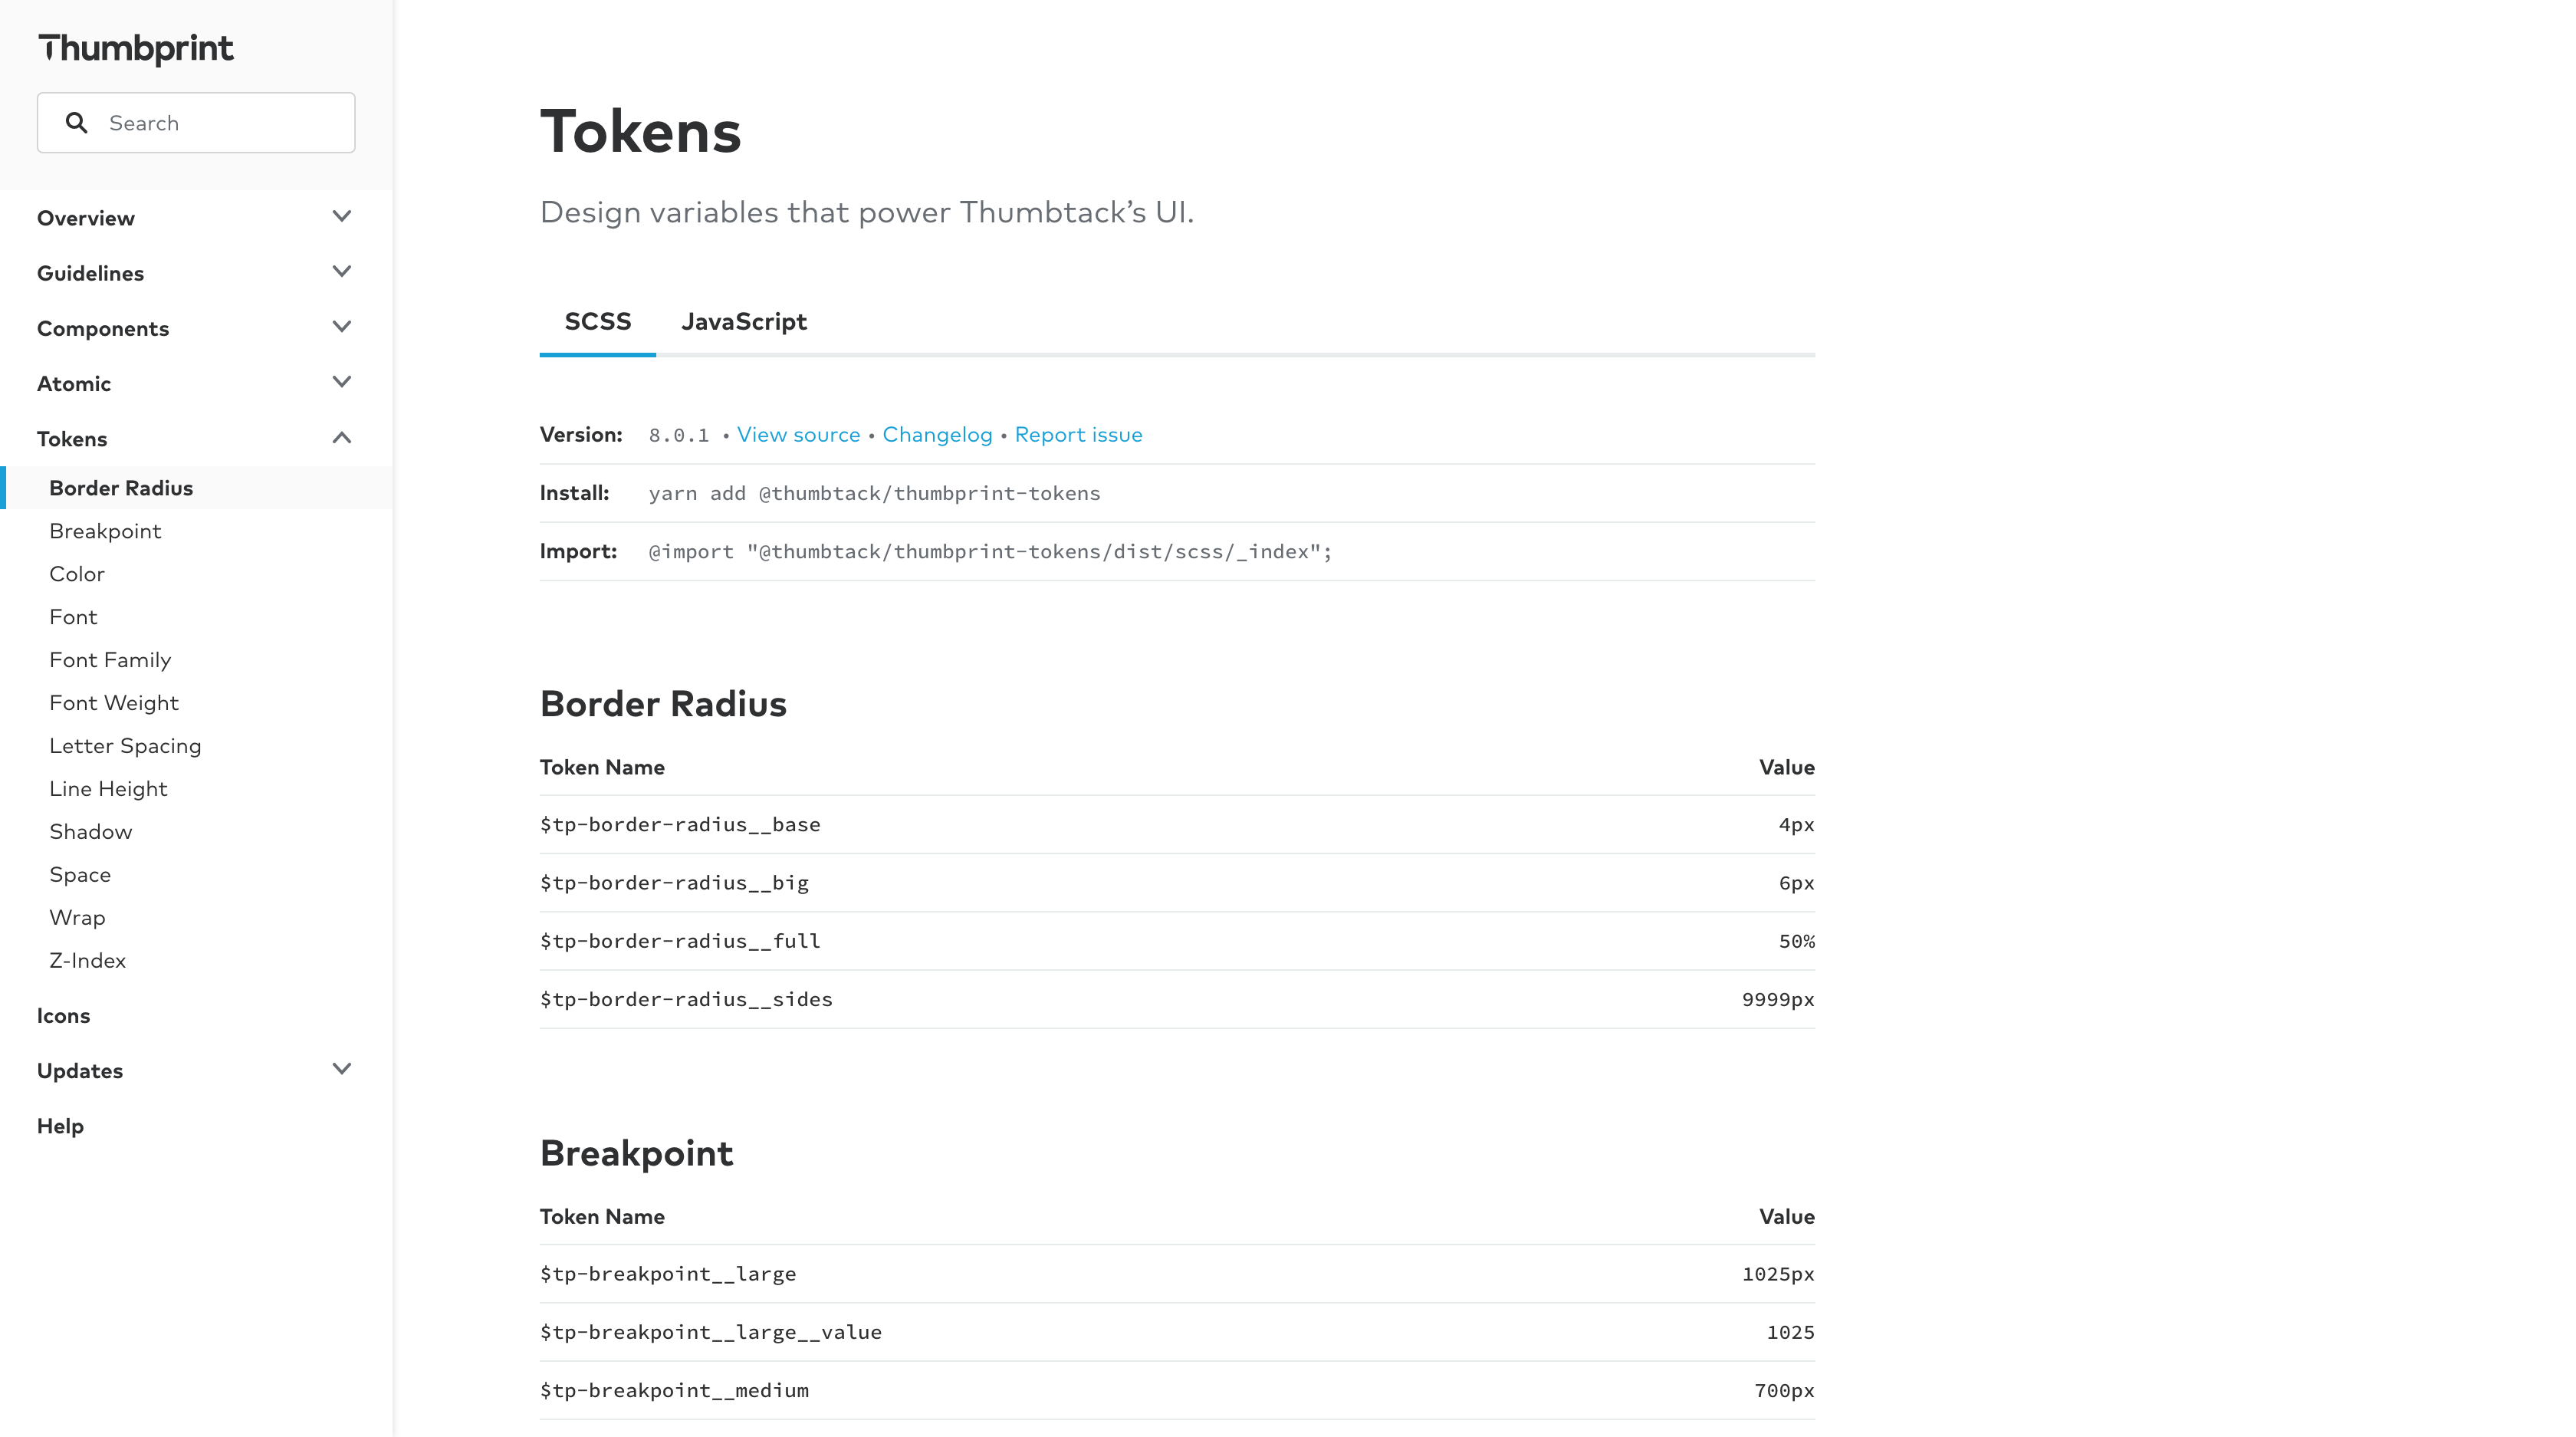 Thumbprint
Search
Overview
Guidelines
Components
Atomic
Tokens
Border Radius
Breakpoint
Color
Font
Font Family
Font Weight
Letter Spacing
Line Height
Shadow
Space
Wrap
Z-Index
Icons
Updates
Help
Tokens
Design variables that power Thumbtack’s UI.
SCSS JavaScript
Version: 8.0.1 • View source • Changelog • Report issue
Install: yarn add @thumbtack/thumbprint-tokens
Import: @import "@thumbtack/thumbprint-tokens/dist/scss/_index";
Border Radius
Token Name Value
$tp-border-radius__base 4px
$tp-border-radius__big 6px
$tp-border-radius__full 50%
$tp-border-radius__sides 9999px
Breakpoint
Token Name Value
$tp-breakpoint__large 1025px
$tp-breakpoint__large__value 1025
$tp-breakpoint__medium 700px